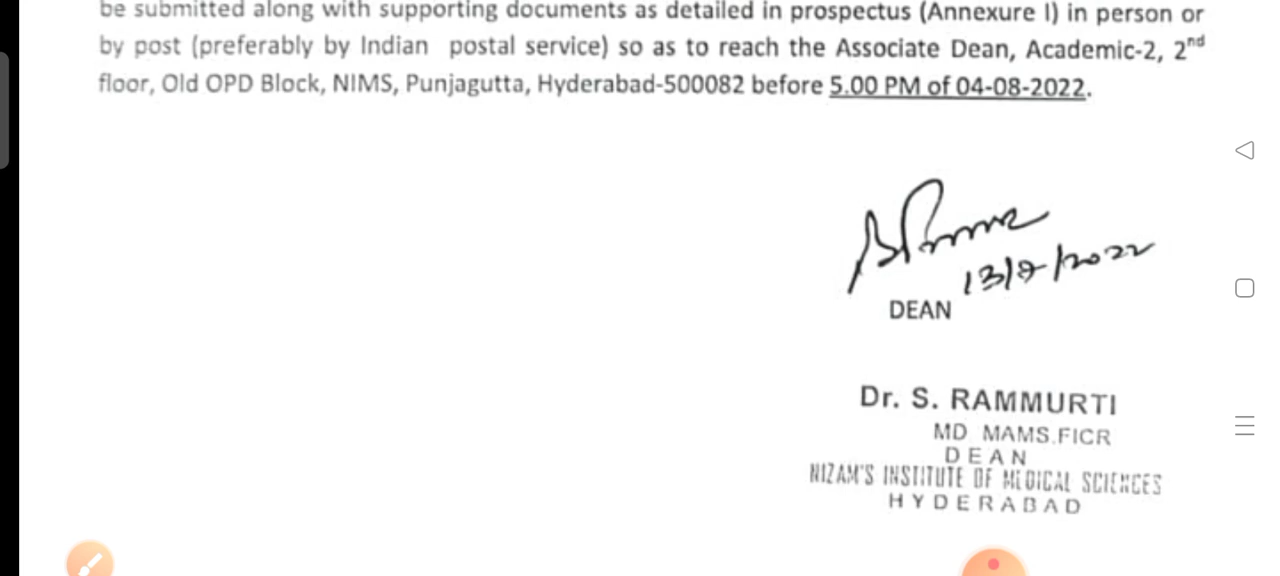 be submitted along with supporting documents as detailed in prospectus (Annexure I) in person or
by post (preferably by Indian postal service) so as to reach the Associate Dean, Academic-2, 2nd
floor, Old OPD Block, NIMS, Punjagutta, Hyderabad-500082 before 5.00 PM of 04-08-2022.
DEAN
Dr. S. RAMMURTI
MD MAMS.FICR
DEAN
NIZAM'S INSTITUTE OF MEDICAL SCIENCES
HYDERABAD